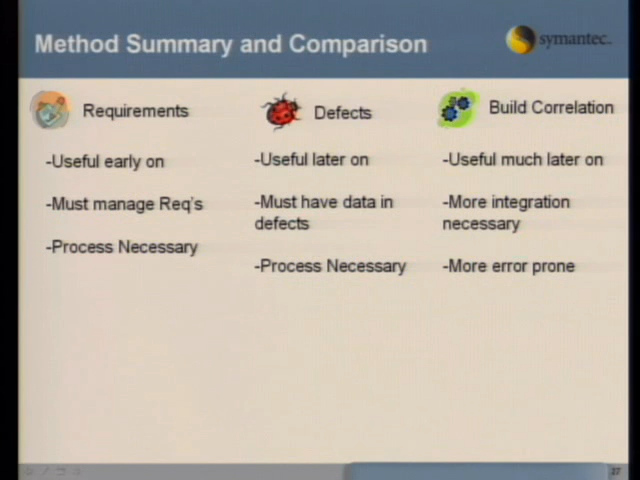 Method Summary and Comparison
symantec.
Requirements
-Useful early on
-Must manage Req's
-Process Necessary
Defects
-Useful later on
-Must have data in
defects
-Process Necessary
Build Correlation
-Useful much later on
-More integration
necessary
-More error prone
27